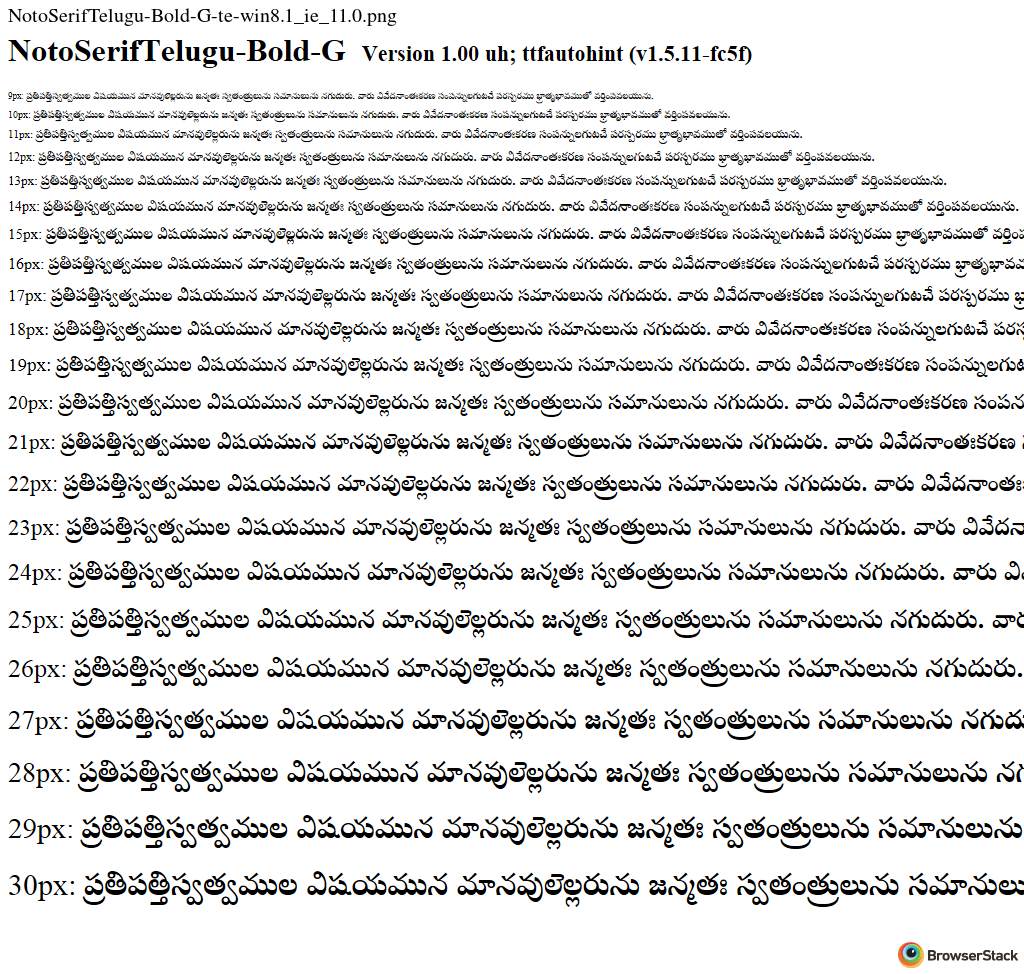 NotoSerifTelugu-Bold-G-te-win8.1_ie_11.0.png
NotoSerifTelugu-Bold-G Version 1.00 uh; ttfautohint (v1.5.11-fc5f)
9px: ప్రతిపత్తిస్వత్వముల విషయమున మానవులెల్లరును జన్మతః స్వతంత్రులును సమానులును నగుదురు. వారు వివేదనాంతఃకరణ సంపన్నులగుటచే పరస్పరము భ్రాతృభావముతో వర్తింపవలయును.
10px: ప్రతిపత్తిస్వత్వముల విషయమున మానవులెల్లరును జన్మతః స్వతంత్రులును సమానులును నగుదురు. వారు వివేదనాంతఃకరణ సంపన్నులగుటచే పరస్పరము భ్రాతృభావముతో వర్తింపవలయును.
11px: ప్రతిపత్తిస్వత్వముల విషయమున మానవులెల్లరును జన్మతః స్వతంత్రులును సమానులును నగుదురు. వారు వివేదనాంతఃకరణ సంపన్నులగుటచే పరస్పరము భ్రాతృభావముతో వర్తింపవలయును.
12px: ప్రతిపత్తిస్వత్వముల విషయమున మానవులెల్లరును జన్మతః స్వతంత్రులును సమానులును నగుదురు. వారు వివేదనాంతఃకరణ సంపన్నులగుటచే పరస్పరము భ్రాతృభావముతో వర్తింపవలయును.
13px: ప్రతిపత్తిస్వత్వముల విషయమున మానవులెల్లరును జన్మతః స్వతంత్రులును సమానులును నగుదురు. వారు వివేదనాంతఃకరణ సంపన్నులగుటచే పరస్పరము భ్రాతృభావముతో వర్తింపవలయును.
14px: ప్రతిపత్తిస్వత్వముల విషయమున మానవులెల్లరును జన్మతః స్వతంత్రులును సమానులును నగుదురు. వారు వివేదనాంతఃకరణ సంపన్నులగుటచే పరస్పరము భ్రాతృభావముతో వర్తింపవలయును.
15px: ప్రతిపత్తిస్వత్వముల విషయమున మానవులెల్లరును జన్మతః స్వతంత్రులును సమానులును నగుదురు. వారు వివేదనాంతఃకరణ సంపన్నులగుటచే పరస్పరము భ్రాతృభావముతో వర్తింప
16px: ప్రతిపత్తిస్వత్వముల విషయమున మానవులెల్లరును జన్మతః స్వతంత్రులును సమానులును నగుదురు. వారు వివేదనాంతఃకరణ సంపన్నులగుటచే పరస్పరము భ్రాతృభావ
17px: ప్రతిపత్తిస్వత్వముల విషయమున మానవులెల్లరును జన్మతః స్వతంత్రులును సమానులును నగుదురు. వారు వివేదనాంతఃకరణ సంపన్నులగుటచే పరస్పరము
18px: ప్రతిపత్తిస్వత్వముల విషయమున మానవులెల్లరును జన్మతః స్వతంత్రులును సమానులును నగుదురు. వారు వివేదనాంతఃకరణ సంపన్నులగుటచే పర
19px: ప్రతిపత్తిస్వత్వముల విషయమున మానవులెల్లరును జన్మతః స్వతంత్రులును సమానులును నగుదురు. వారు వివేదనాంతఃకరణ సంపన్నులగుట
20px: ప్రతిపత్తిస్వత్వముల విషయమున మానవులెల్లరును జన్మతః స్వతంత్రులును సమానులును నగుదురు. వారు వివేదనాంతఃకరణ సంపన
21px: ప్రతిపత్తిస్వత్వముల విషయమున మానవులెల్లరును జన్మతః స్వతంత్రులును సమానులును నగుదురు. వారు వివేదనాంతఃకరణ
22px: ప్రతిపత్తిస్వత్వముల విషయమున మానవులెల్లరును జన్మతః స్వతంత్రులును సమానులును నగుదురు. వారు వివేదనాంతః
23px: ప్రతిపత్తిస్వత్వముల విషయమున మానవులెల్లరును జన్మతః స్వతంత్రులును సమానులును నగుదురు. వారు వివేదనా
24px: ప్రతిపత్తిస్వత్వముల విషయమున మానవులెల్లరును జన్మతః స్వతంత్రులును సమానులును నగుదురు. వారు వి
25px: ప్రతిపత్తిస్వత్వముల విషయమున మానవులెల్లరును జన్మతః స్వతంత్రులును సమానులును నగుదురు. వారు
26px: ప్రతిపత్తిస్వత్వముల విషయమున మానవులెల్లరును జన్మతః స్వతంత్రులును సమానులును నగుదురు.
27px: ప్రతిపత్తిస్వత్వముల విషయమున మానవులెల్లరును జన్మతః స్వతంత్రులును సమానులును నగుదు
28px: ప్రతిపత్తిస్వత్వముల విషయమున మానవులెల్లరును జన్మతః స్వతంత్రులును సమానులును నగ
29px: ప్రతిపత్తిస్వత్వముల విషయమున మానవులెల్లరును జన్మతః స్వతంత్రులును సమానులును
30px: ప్రతిపత్తిస్వత్వముల విషయమున మానవులెల్లరును జన్మతః స్వతంత్రులును సమానులు
BrowserStack